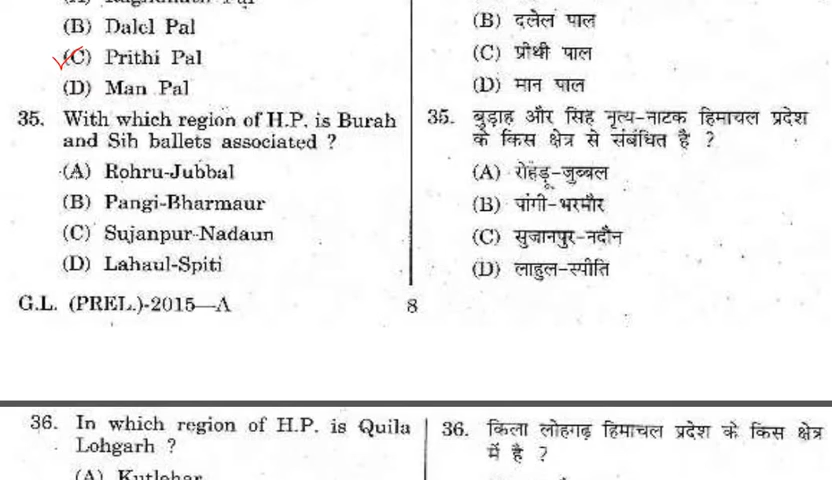 (B) Dalel Pal
(C) Prithi Pal
(D) Man Pal
35. With which region of H.P. is Burah
and Sih ballets associated ?
(A) Rohru-Jubbal
(B) Pangi-Bharmaur
(C) Sujanpur-Nadaun
(D) Lahaul-Spiti
(B) दलेल पाल
(C) प्रीथी पाल
(D) मान पाल
35. बुड़ाह और सिह नृत्य-नाटक हिमाचल प्रदेश
के किस क्षेत्र से संबंधित है ?
(A) रोहड़ू-जुब्बल
(B) पांगी-भरमौर
(C) सुजानपुर-नदौन
(D) लाहुल-स्पीति
G.L. (PREL.)-2015—A
8
36. In which region of H.P. is Quila
Lohgarh ?
(A) Kutlehar
36. किला लोहगढ़ हिमाचल प्रदेश के किस क्षेत्र
में है ?